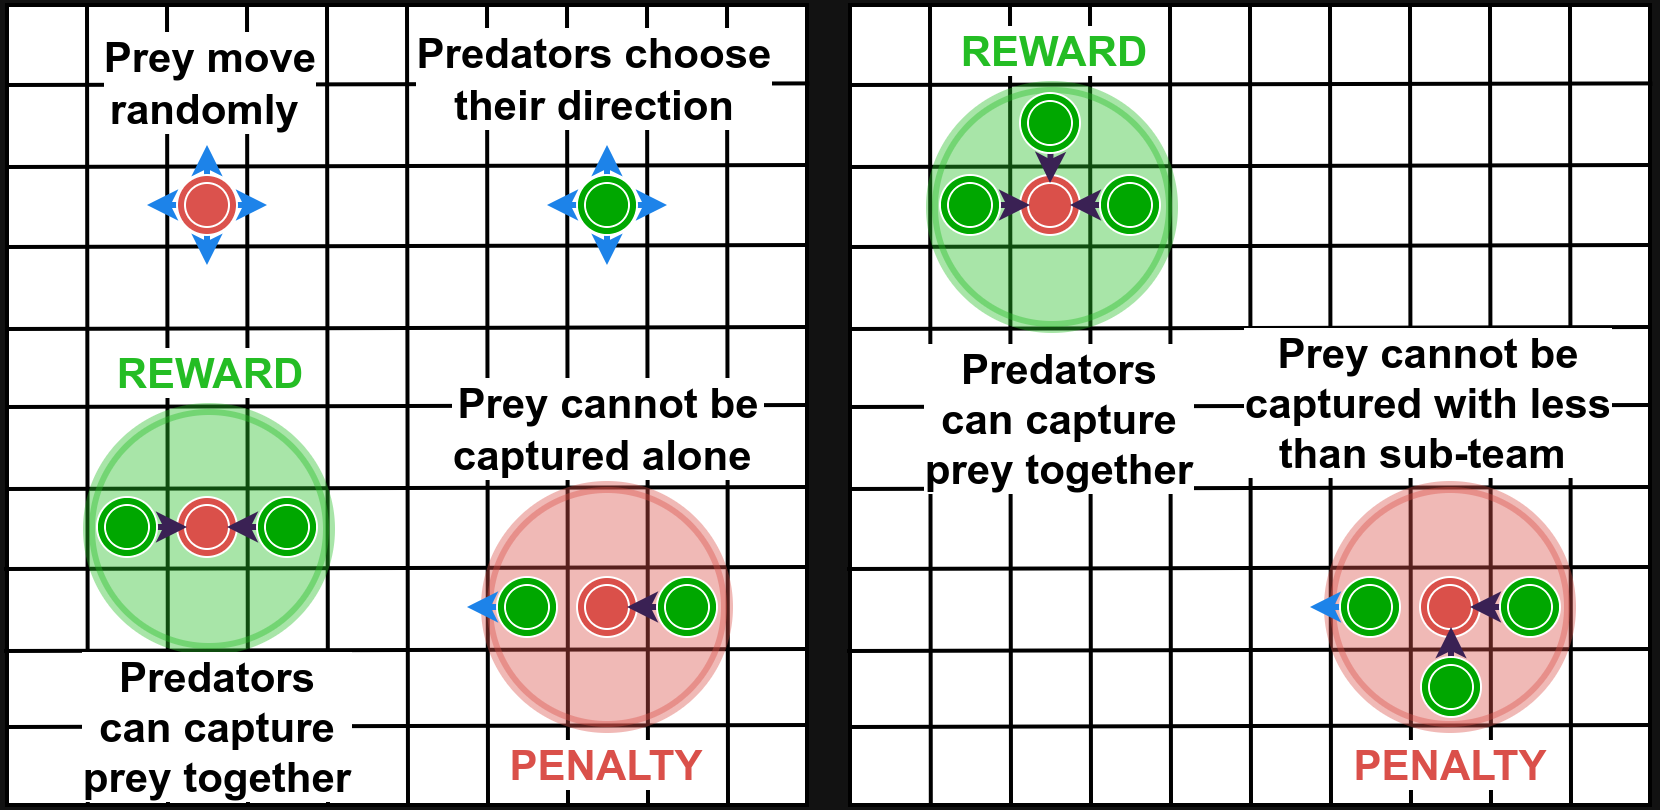 Prey move
randomly
Predators choose
their direction
REWARD
Predators
can capture
prey together
Prey cannot be
captured alone
PENALTY
REWARD
Predators
can capture
prey together
Prey cannot be
captured with less
than sub-team
PENALTY